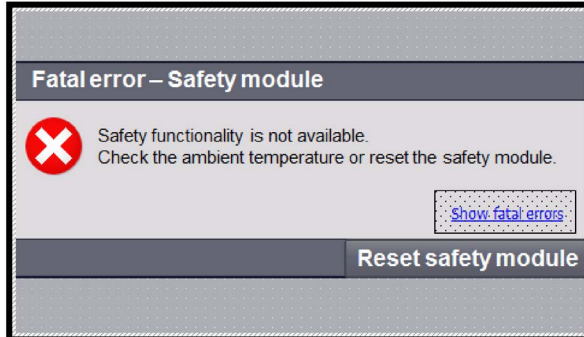 Fatal error – Safety module
Safety functionality is not available.
Check the ambient temperature or reset the safety module.
Show fatal errors
Reset safety module